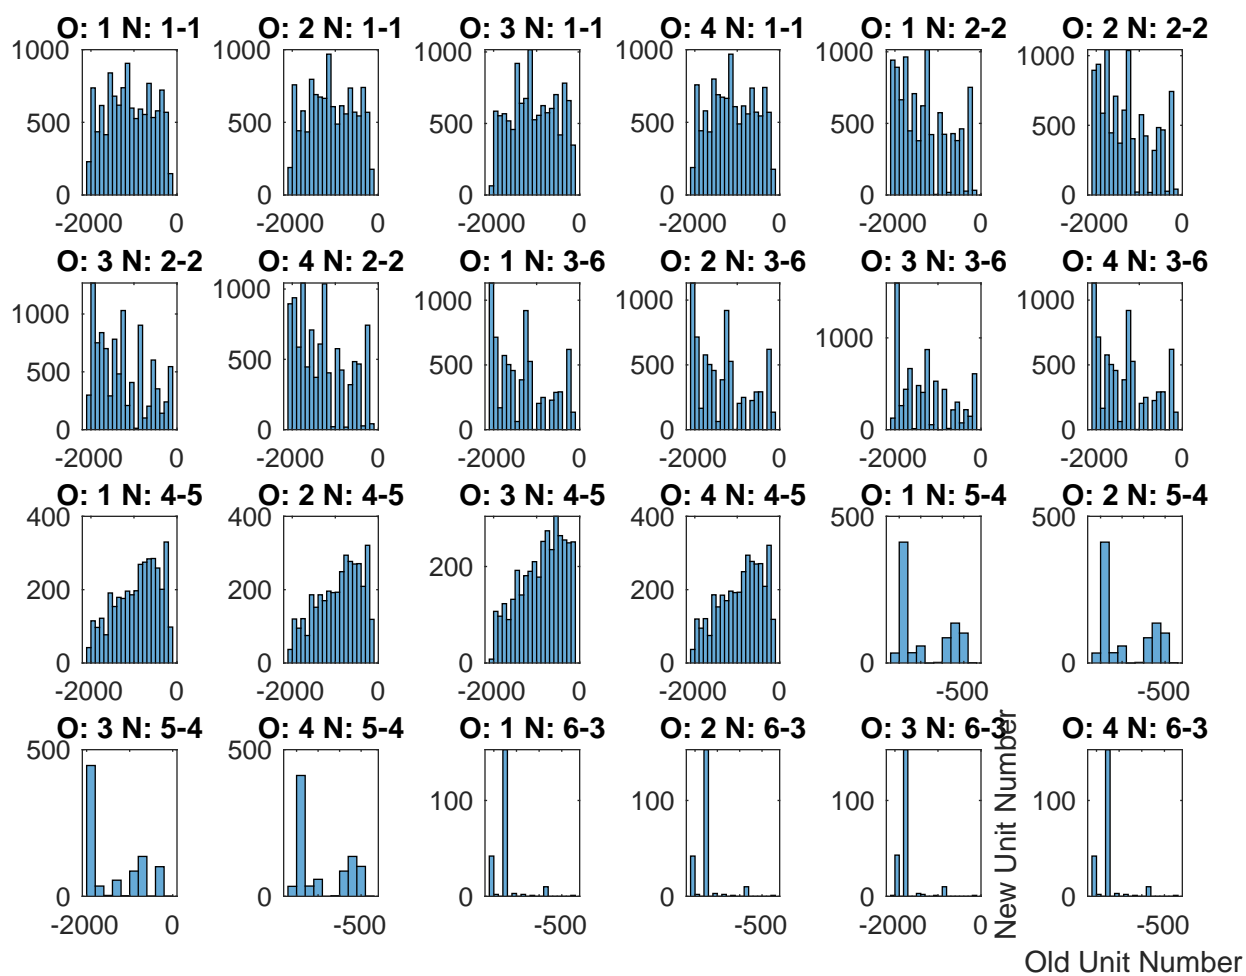 O: 1 N: 1-1 O: 2 N: 1-1 O: 3 N: 1-1 O: 4 N: 1-1 O: 1 N: 2-2 O: 2 N: 2-2
1000 1000 1000 1000 1000 1000
500 500 500 500 500 500
0 0 0 0 0 0
-2000 0 -2000 0 -2000 0 -2000 0 -2000 0 -2000 0
O: 3 N: 2-2 O: 4 N: 2-2 O: 1 N: 3-6 O: 2 N: 3-6 O: 3 N: 3-6 O: 4 N: 3-6
1000 1000 1000 1000 1000 1000
500 500 500 500 500
0 0 0 0 0 0
-2000 0 -2000 0 -2000 0 -2000 0 -2000 0 -2000 0
O: 1 N: 4-5 O: 2 N: 4-5 O: 3 N: 4-5 O: 4 N: 4-5 O: 1 N: 5-4 O: 2 N: 5-4
400 400 400 500 500
200 200 200 200
0 0 0 0 0 0
-2000 0 -2000 0 -2000 0 -2000 0 -500 -500
O: 3 N: 5-4 O: 4 N: 5-4 O: 1 N: 6-3 O: 2 N: 6-3 O: 3 N: 6-3 O: 4 N: 6-3
500 500 100 100 100 100
0 0 0 0 0 0
-2000 0 -500 -500 -500 -2000 0 -500
New Unit Number
Old Unit Number